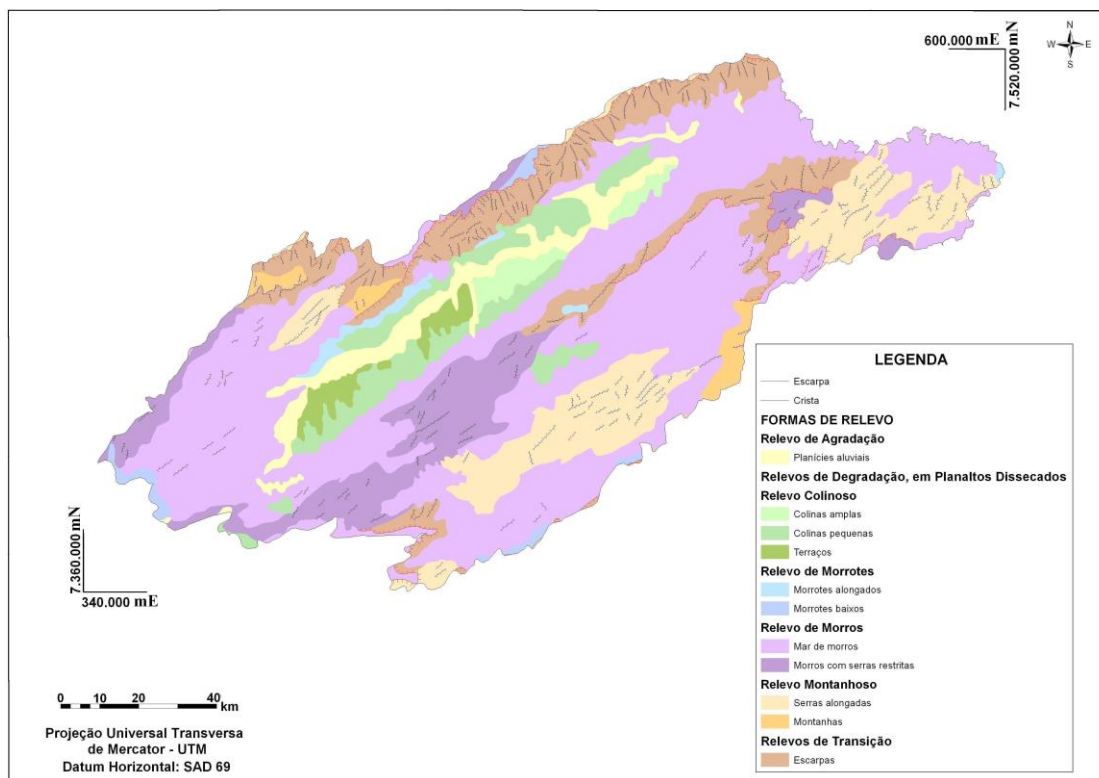 N
W E
S
600.000 mE
7.520.000 mN
LEGENDA
Escarpa
Crista
FORMAS DE RELEVO
Relevo de Agradação
Planícies aluviais
Relevos de Degradação, em Planaltos Dissecados
Relevo Colinoso
Colinas amplas
Colinas pequenas
Terraços
Relevo de Morrotes
Morrotes alongados
Morrotes baixos
Relevo de Morros
Mar de morros
Morros com serras restritas
Relevo Montanhoso
Serras alongadas
Montanhas
Relevos de Transição
Escarpas
7.360.000 mN
340.000 mE
0 5 10 20 40
km
Projeção Universal Transversa
de Mercator - UTM
Datum Horizontal: SAD 69